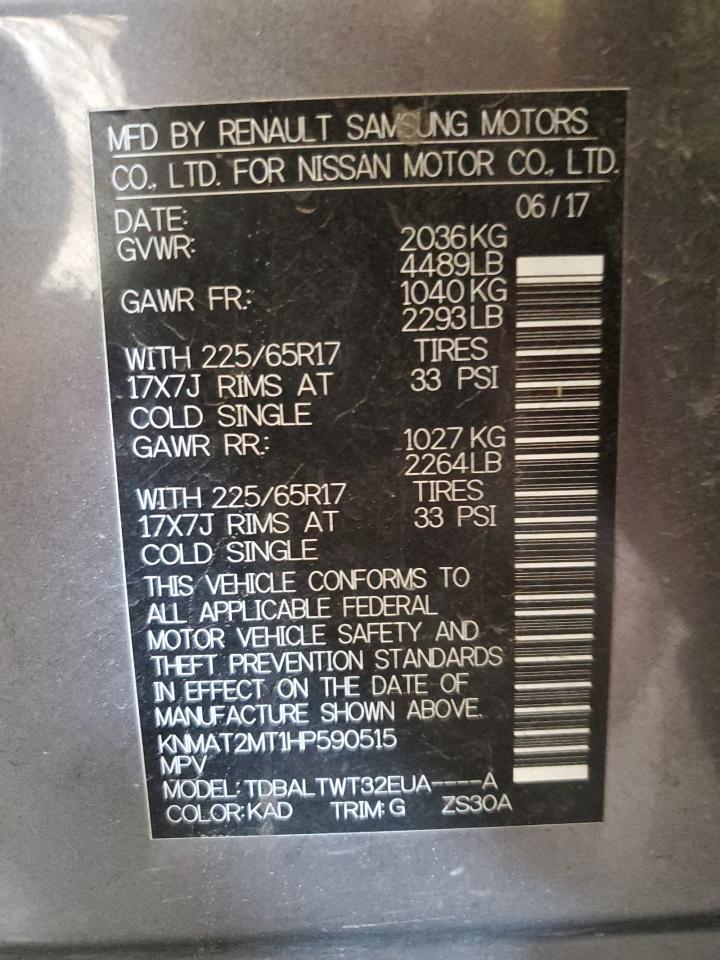 MFD BY RENAULT SAMSUNG MOTORS
CO., LTD. FOR NISSAN MOTOR CO., LTD.
DATE: 06 / 17
GVWR: 2036KG
4489LB
GAWR FR.: 1040KG
2293LB
WITH 225/65R17 TIRES
17X7J RIMS AT 33 PSI
COLD SINGLE
GAWR RR.: 1027KG
2264LB
WITH 225/65R17 TIRES
17X7J RIMS AT 33 PSI
COLD SINGLE
THIS VEHICLE CONFORMS TO
ALL APPLICABLE FEDERAL
MOTOR VEHICLE SAFETY AND
THEFT PREVENTION STANDARDS
IN EFFECT ON THE DATE OF
MANUFACTURE SHOWN ABOVE.
KNMAT2MT1HP590515
MPV
MODEL: TDBALTWT32EUA----A
COLOR: KAD TRIM: G ZS30A